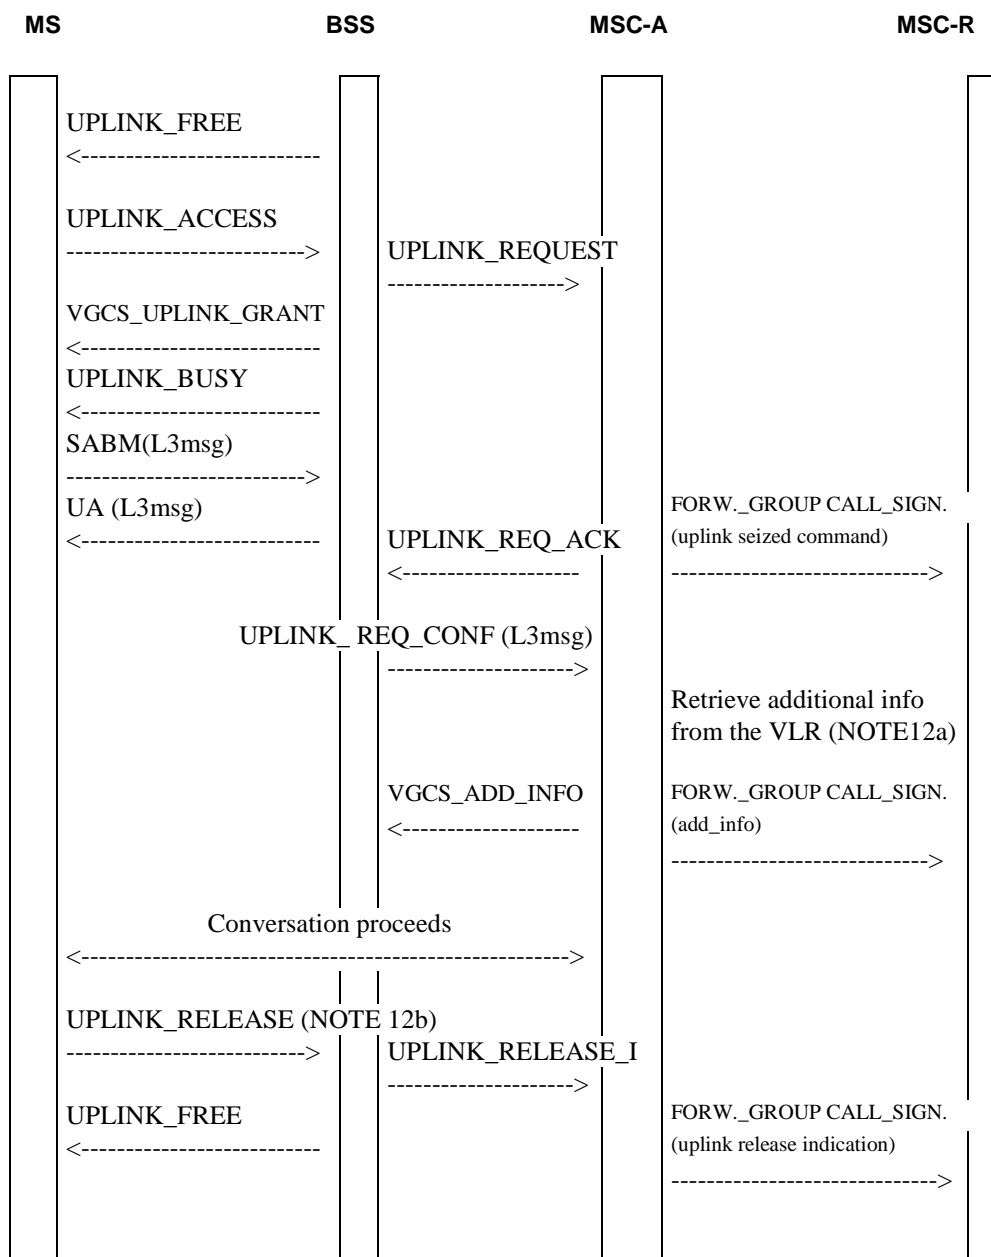 MS BSS MSC-A MSC-R
UPLINK_FREE
<---------------------------
UPLINK_ACCESS
---------------------------> UPLINK_REQUEST
-------------------->
VGCS_UPLINK_GRANT
<---------------------------
UPLINK_BUSY
<---------------------------
SABM(L3msg)
--------------------------->
UA (L3msg) FORW._GROUP CALL_SIGN.
<--------------------------- UPLINK_REQ_ACK (uplink seized command)
<-------------------- ----------------------------->
UPLINK_ REQ_CONF (L3msg)
--------------------->
Retrieve additional info
from the VLR (NOTE12a)
VGCS_ADD_INFO FORW._GROUP CALL_SIGN.
<-------------------- (add_info)
----------------------------->
Conversation proceeds
<------------------------------------------------------->
UPLINK_RELEASE (NOTE 12b)
---------------------------> UPLINK_RELEASE_I
--------------------->
UPLINK_FREE FORW._GROUP CALL_SIGN.
<--------------------------- (uplink release indication)
------------------------------>